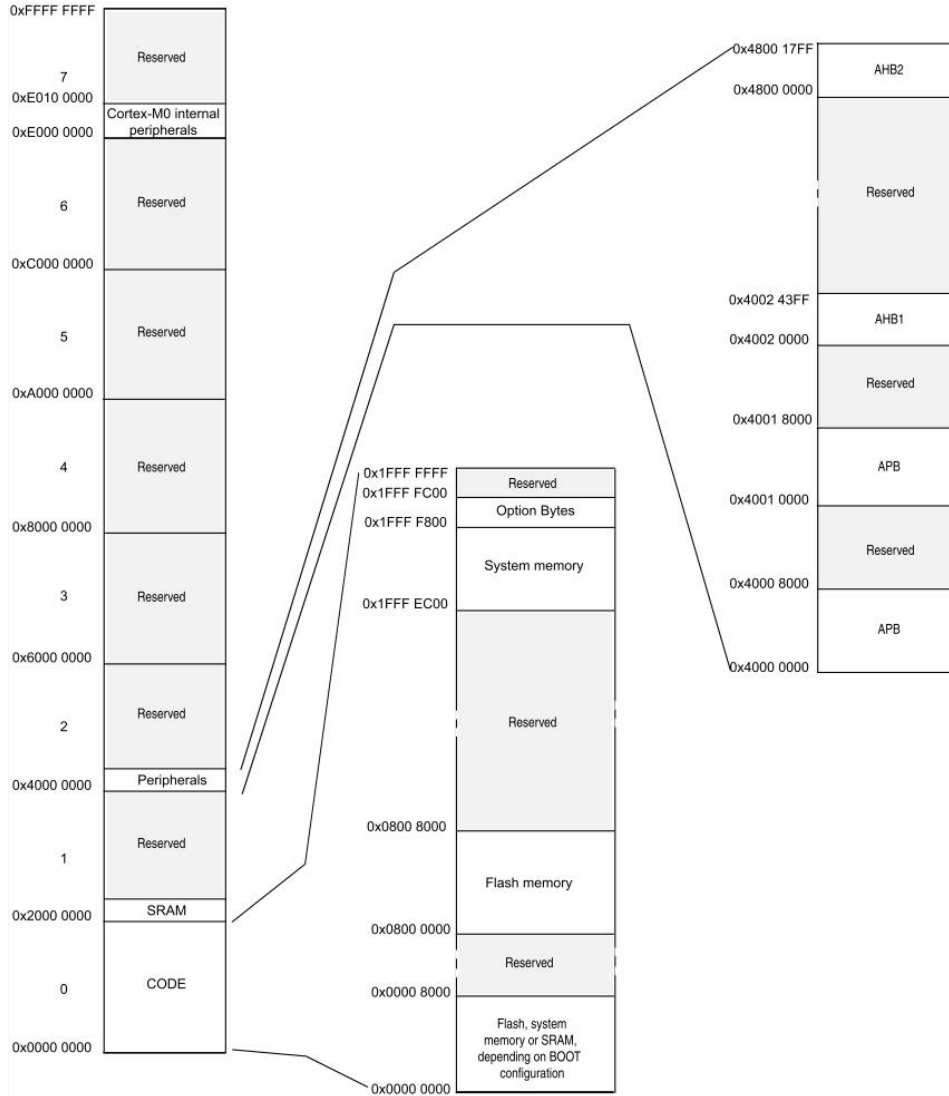 0xFFFF FFFF
Reserved
7
0xE010 0000
Cortex-M0 internal
peripherals
0xE000 0000
Reserved
6
0xC000 0000
Reserved
5
0xA000 0000
Reserved
4
0x8000 0000
Reserved
3
0x6000 0000
Reserved
2
Peripherals
0x4000 0000
Reserved
1
SRAM
0x2000 0000
CODE
0
0x0000 0000
0x1FFF FFFF
Reserved
0x1FFF FC00
Option Bytes
0x1FFF F800
System memory
0x1FFF EC00
Reserved
0x0800 8000
Flash memory
0x0800 0000
Reserved
0x0000 8000
Flash, system
memory or SRAM,
depending on BOOT
configuration
0x0000 0000
0x4800 17FF
AHB2
0x4800 0000
Reserved
0x4002 43FF
AHB1
0x4002 0000
Reserved
0x4001 8000
APB
0x4001 0000
Reserved
0x4000 8000
APB
0x4000 0000